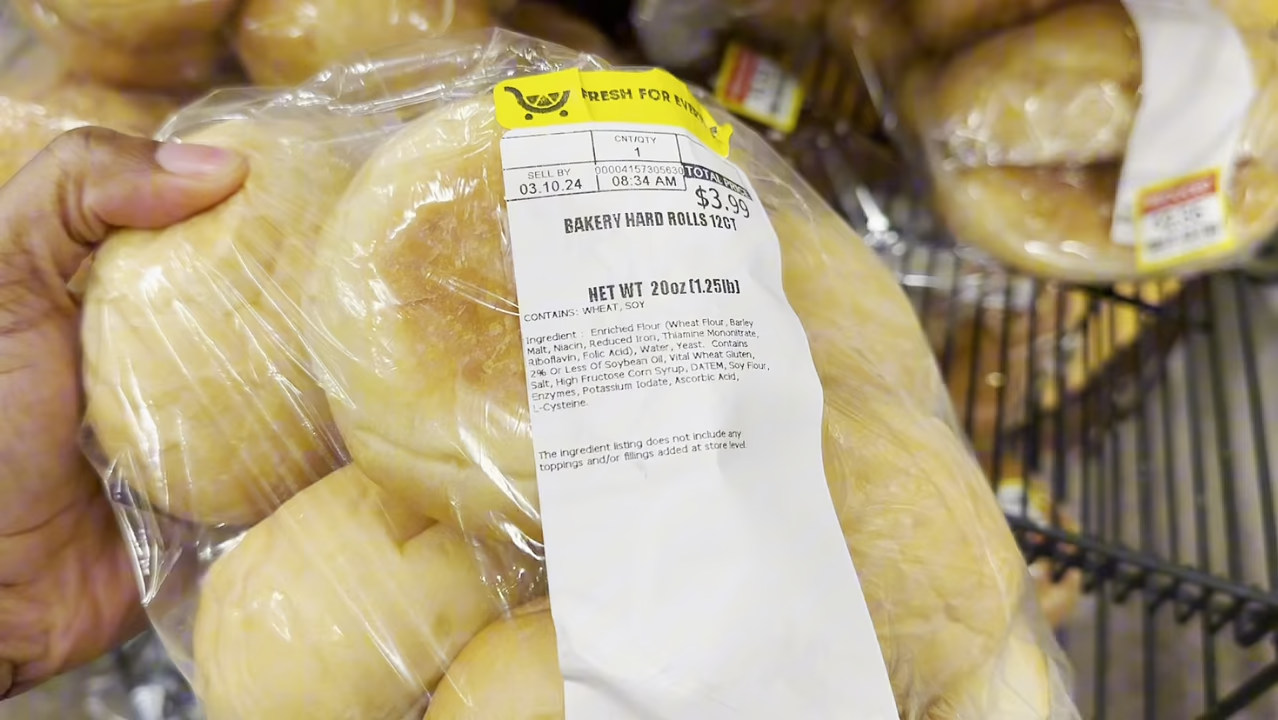 FRESH FOR EVERY
CNT/QTY
1
SELL BY
03.10.24
00004157305630
08:34 AM
TOTAL PRICE
$3.99
BAKERY HARD ROLLS 12CT
NET WT 20oz (1.25lb)
CONTAINS: WHEAT, SOY
Ingredient : Enriched Flour (Wheat Flour, Barley
Malt, Niacin, Reduced Iron, Thiamine Mononitrate,
Riboflavin, Folic Acid), Water, Yeast. Contains
2% Or Less Of Soybean Oil, Vital Wheat Gluten,
Salt, High Fructose Corn Syrup, DATEM, Soy Flour,
Enzymes, Potassium Iodate, Ascorbic Acid,
L-Cysteine.
The ingredient listing does not include any
toppings and/or fillings added at store level.